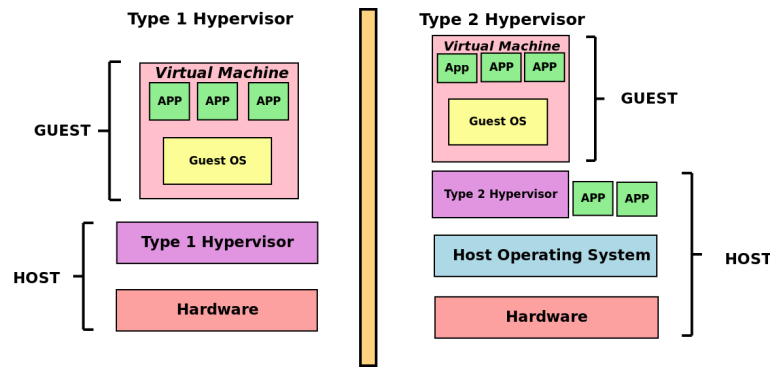 Type 1 Hypervisor
Virtual Machine
APP APP APP
GUEST
Guest OS
Type 1 Hypervisor
HOST
Hardware
Type 2 Hypervisor
Virtual Machine
App APP APP
GUEST
Guest OS
Type 2 Hypervisor APP APP
Host Operating System
HOST
Hardware